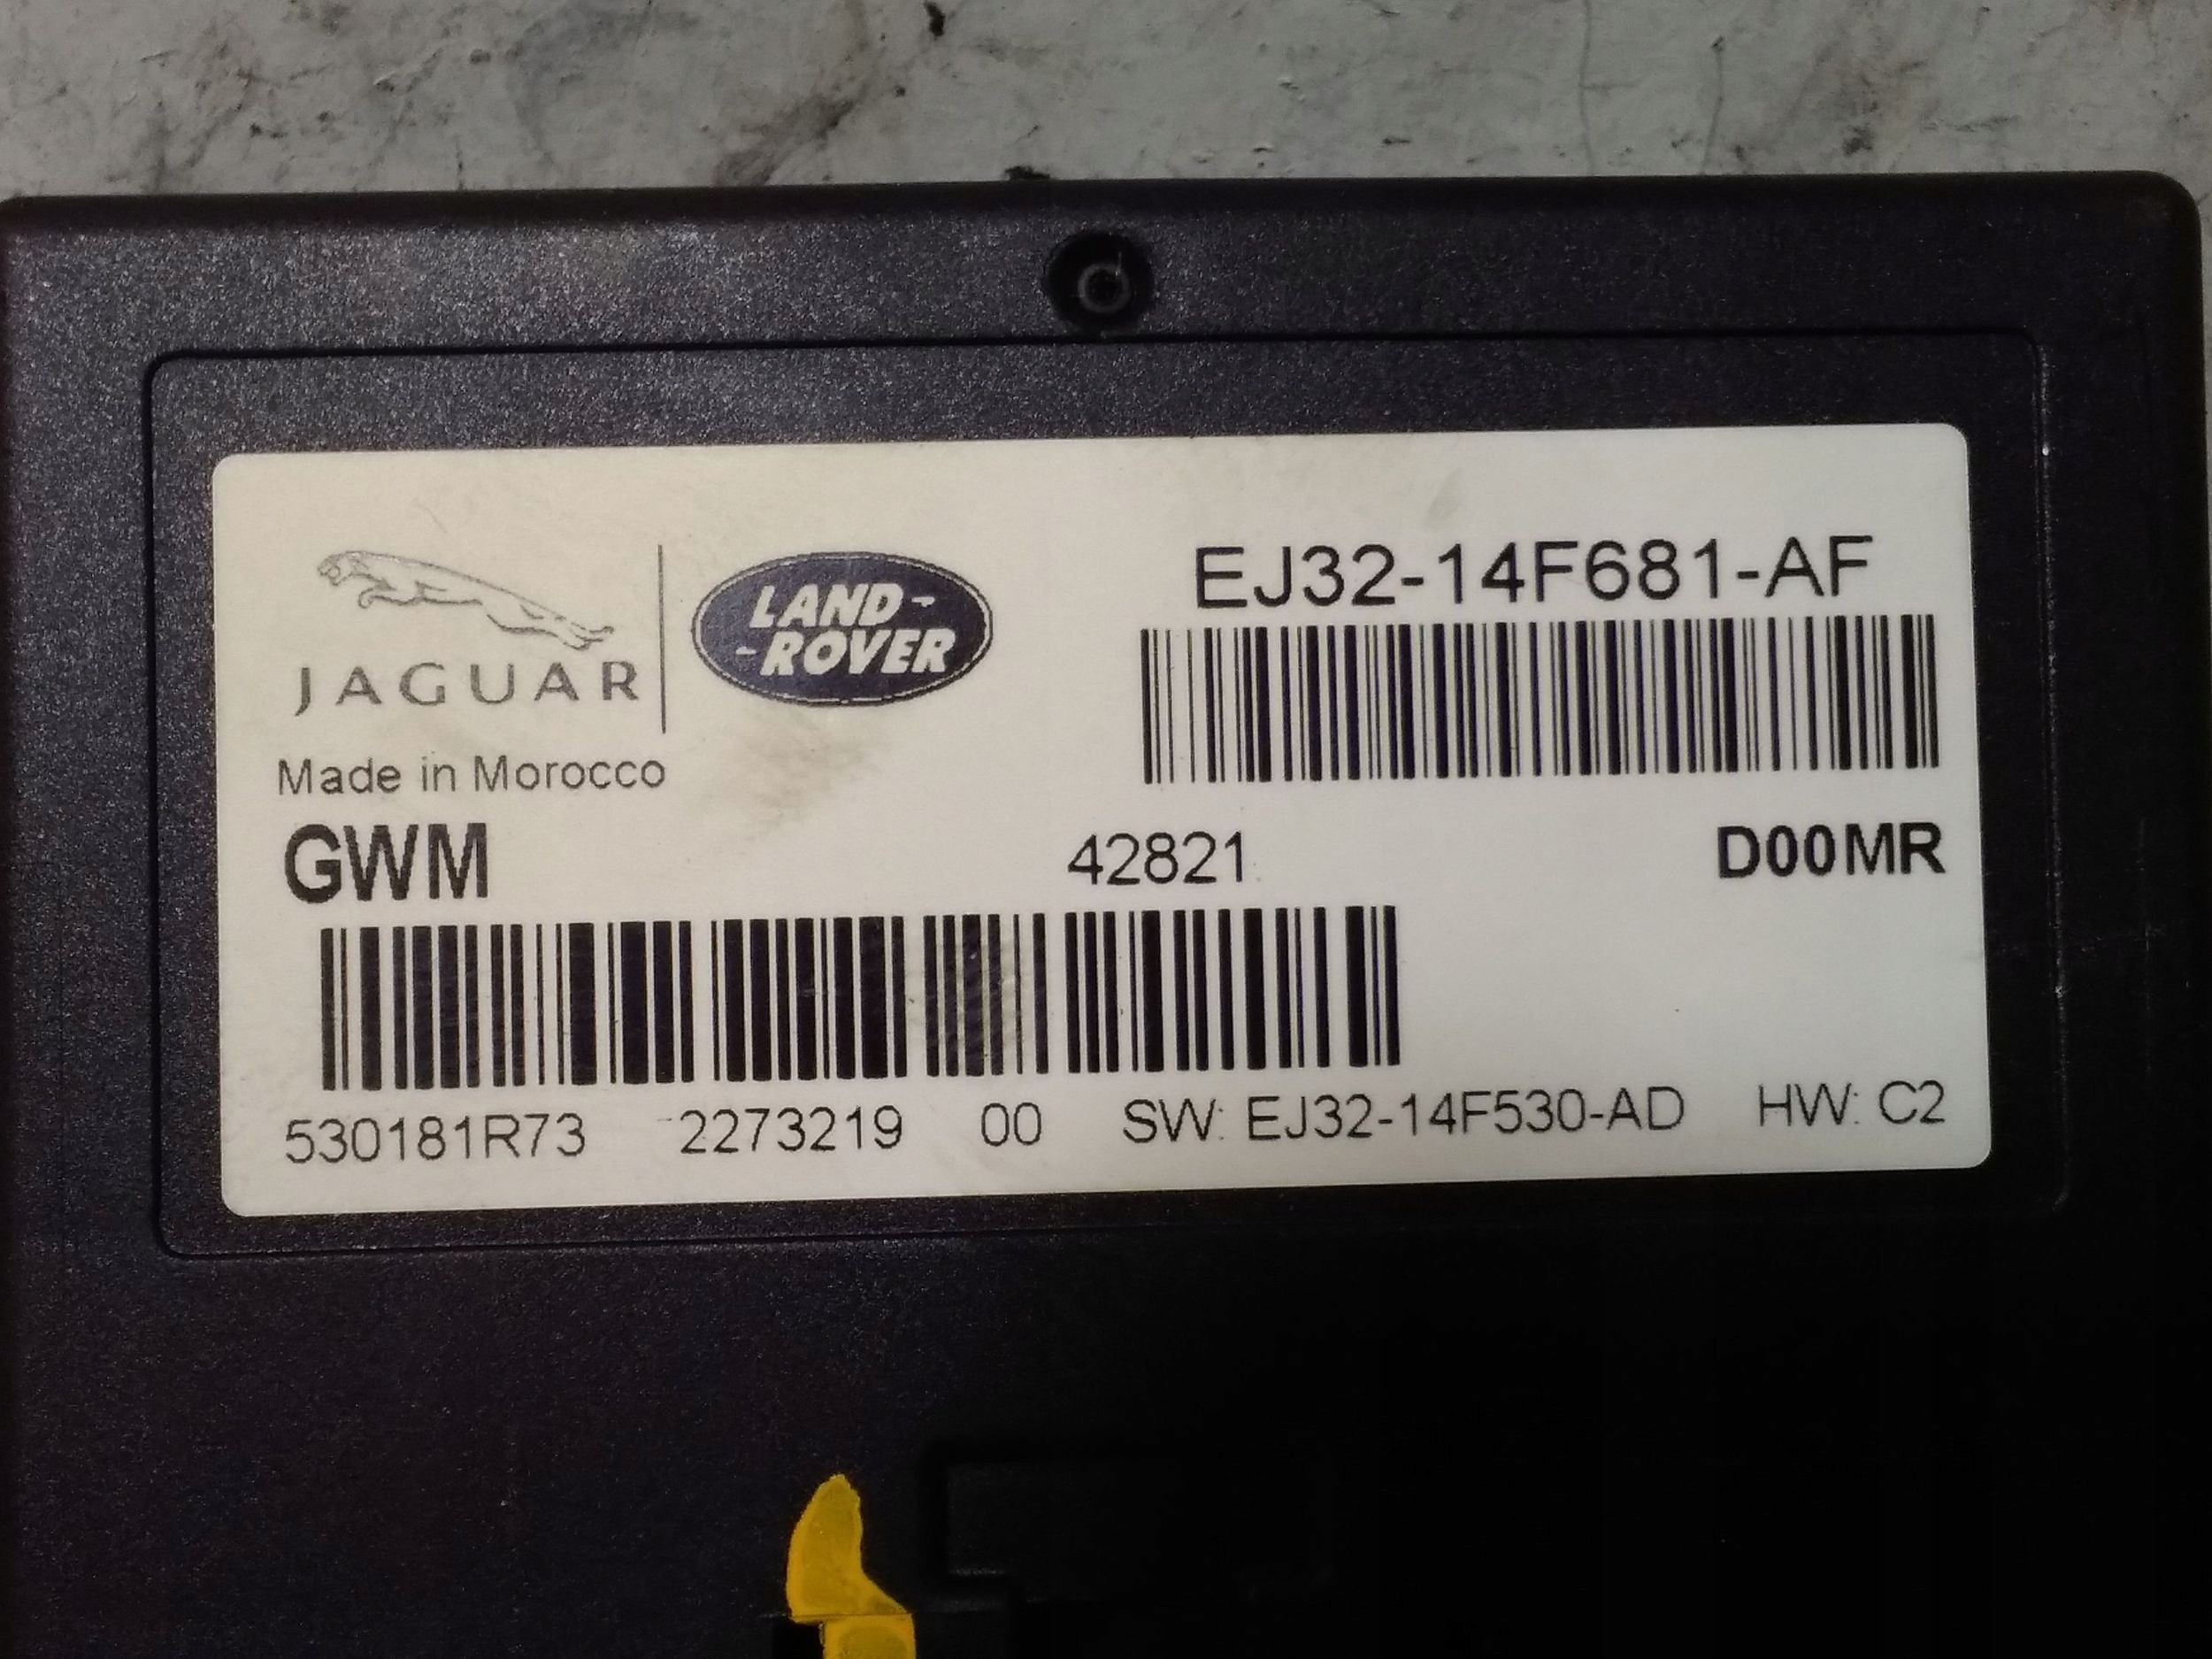 JAGUAR
LAND-
-ROVER
EJ32-14F681-AF
Made in Morocco
GWM 42821 D00MR
530181R73 2273219 00 SW: EJ32-14F530-AD HW: C2